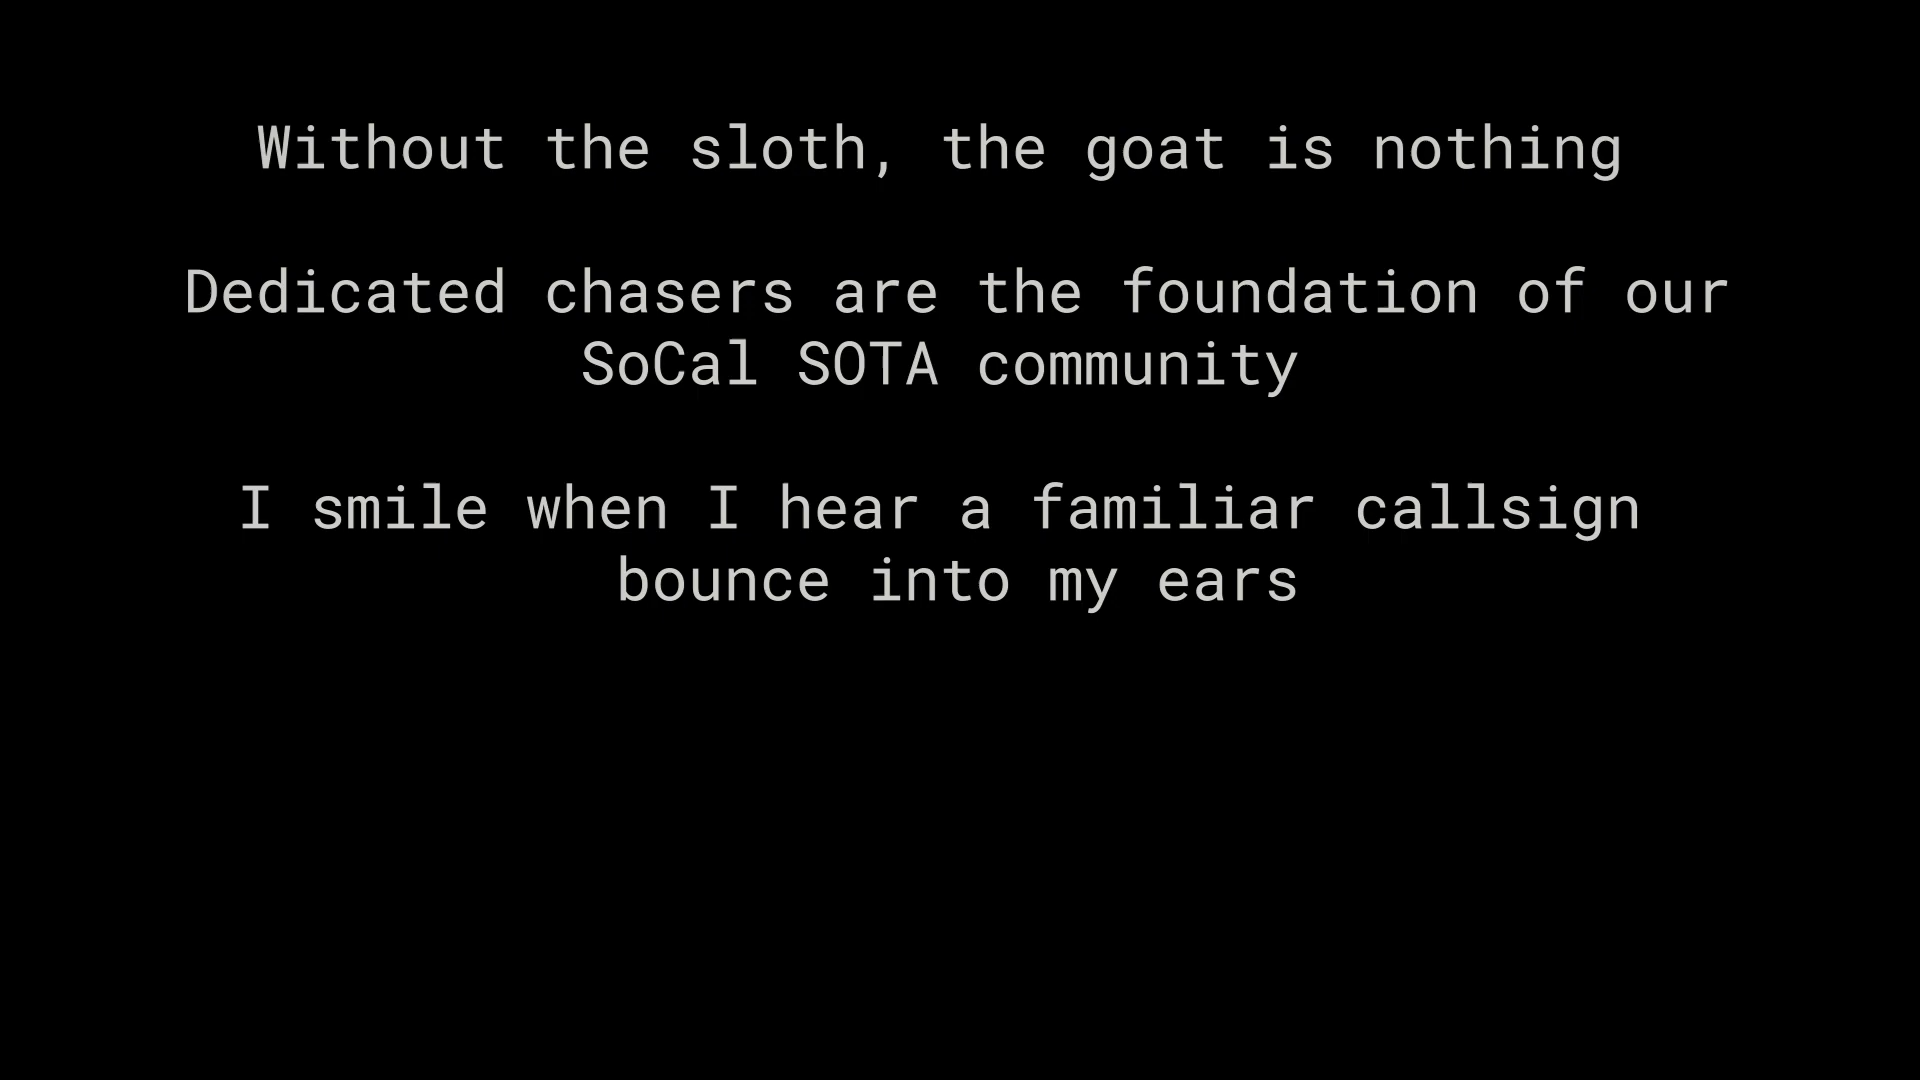 Without the sloth, the goat is nothing
Dedicated chasers are the foundation of our
SoCal SOTA community
I smile when I hear a familiar callsign
bounce into my ears